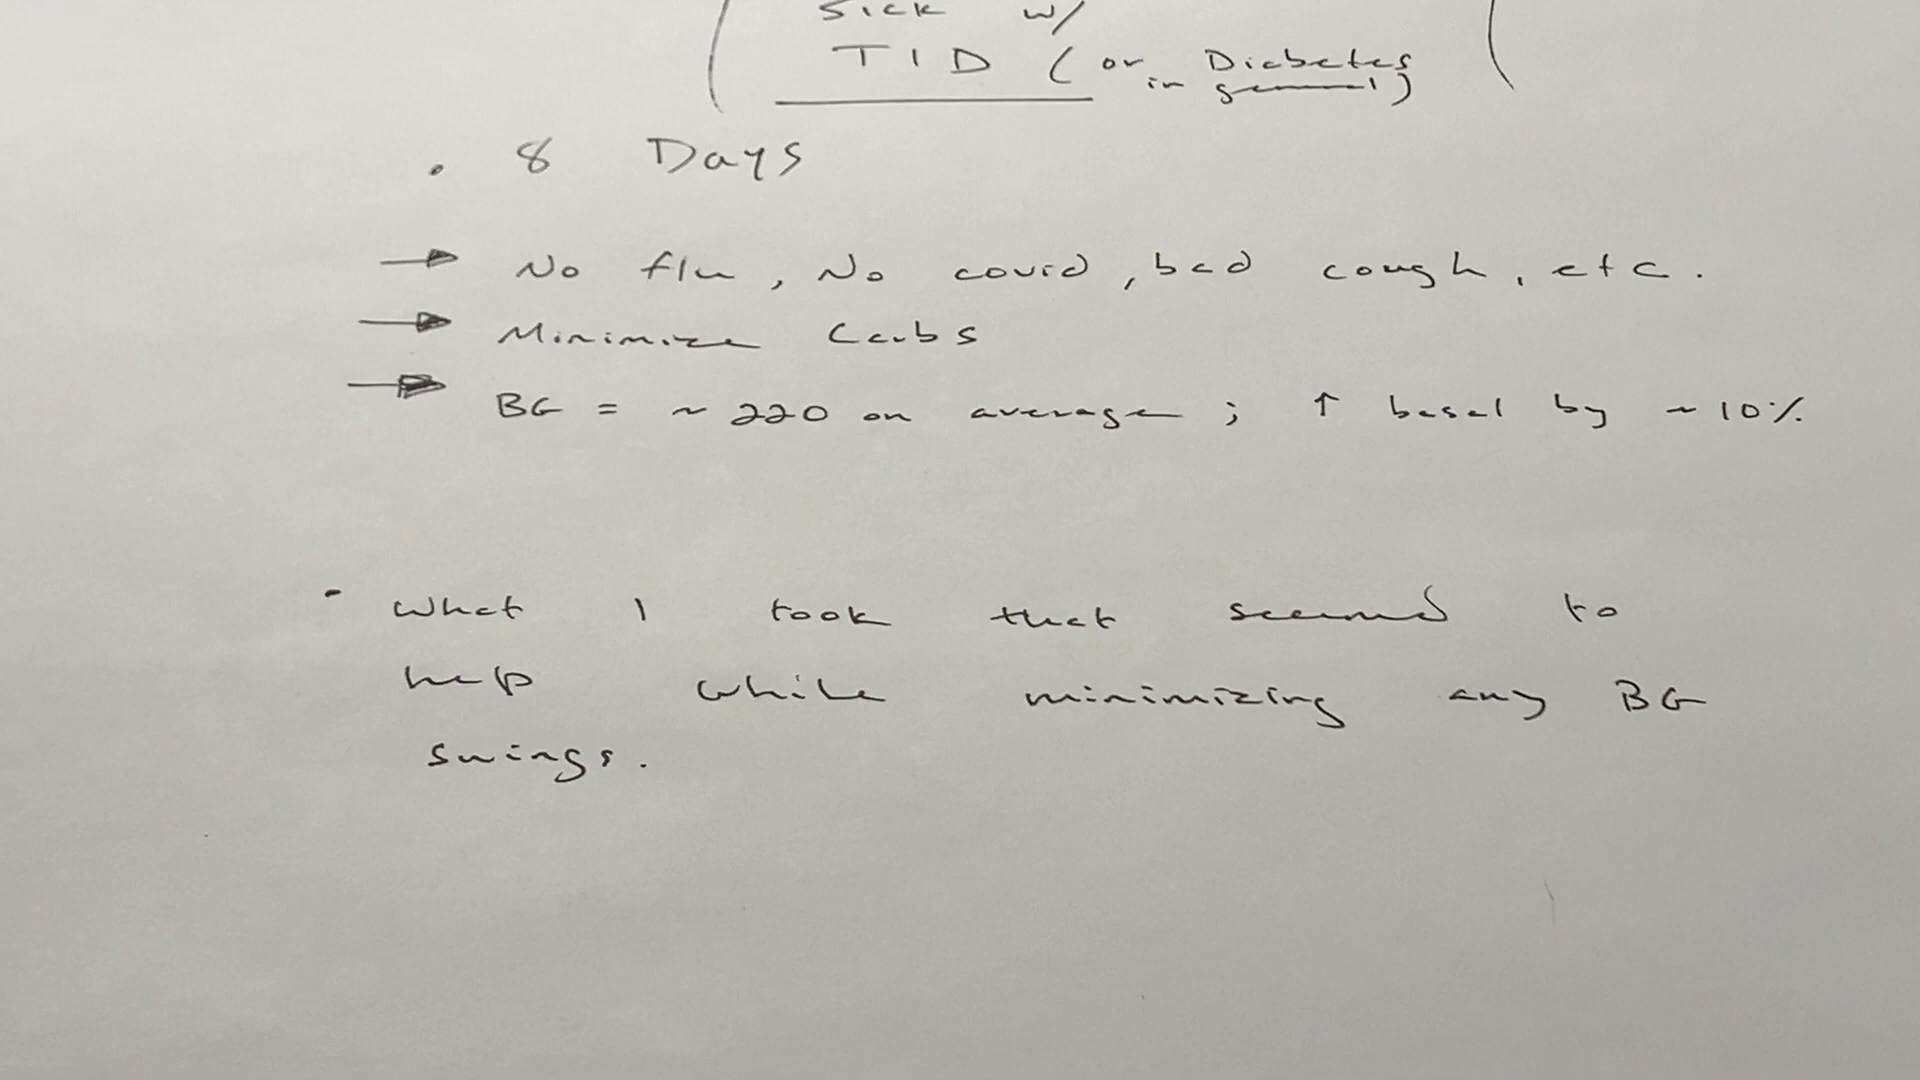 Sick w/
T1D (or Diabetes
in general)
. 8 Days
→ No flu, No covid, bad cough, etc.
→ Minimize Carbs
→ BG = ~ 220 on average ; ↑ basal by ~ 10%
- What I took that seemed to
help while minimizing any BG
swings.